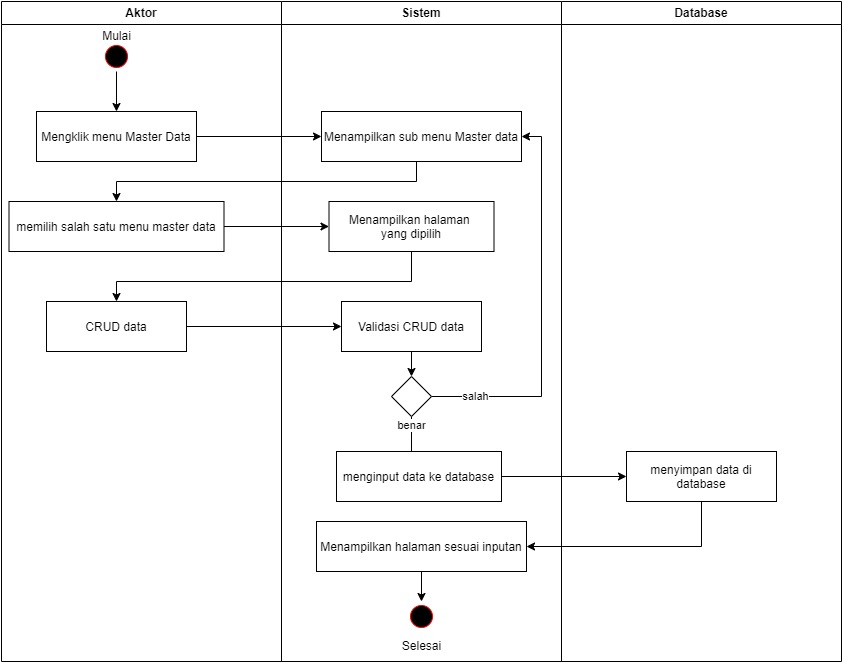 Aktor
Sistem
Database
Mulai
Mengklik menu Master Data
Menampilkan sub menu Master data
memilih salah satu menu master data
Menampilkan halaman
yang dipilih
CRUD data
Validasi CRUD data
salah
benar
menginput data ke database
menyimpan data di
database
Menampilkan halaman sesuai inputan
Selesai